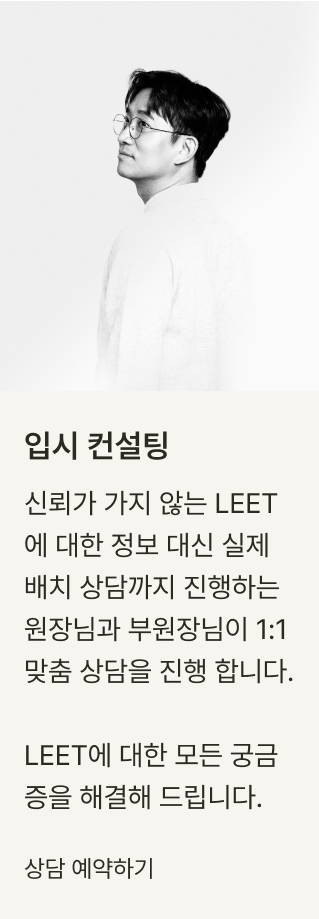 입시 컨설팅
신뢰가 가지 않는 LEET
에 대한 정보 대신 실제
배치 상담까지 진행하는
원장님과 부원장님이 1:1
맞춤 상담을 진행 합니다.
LEET에 대한 모든 궁금
증을 해결해 드립니다.
상담 예약하기